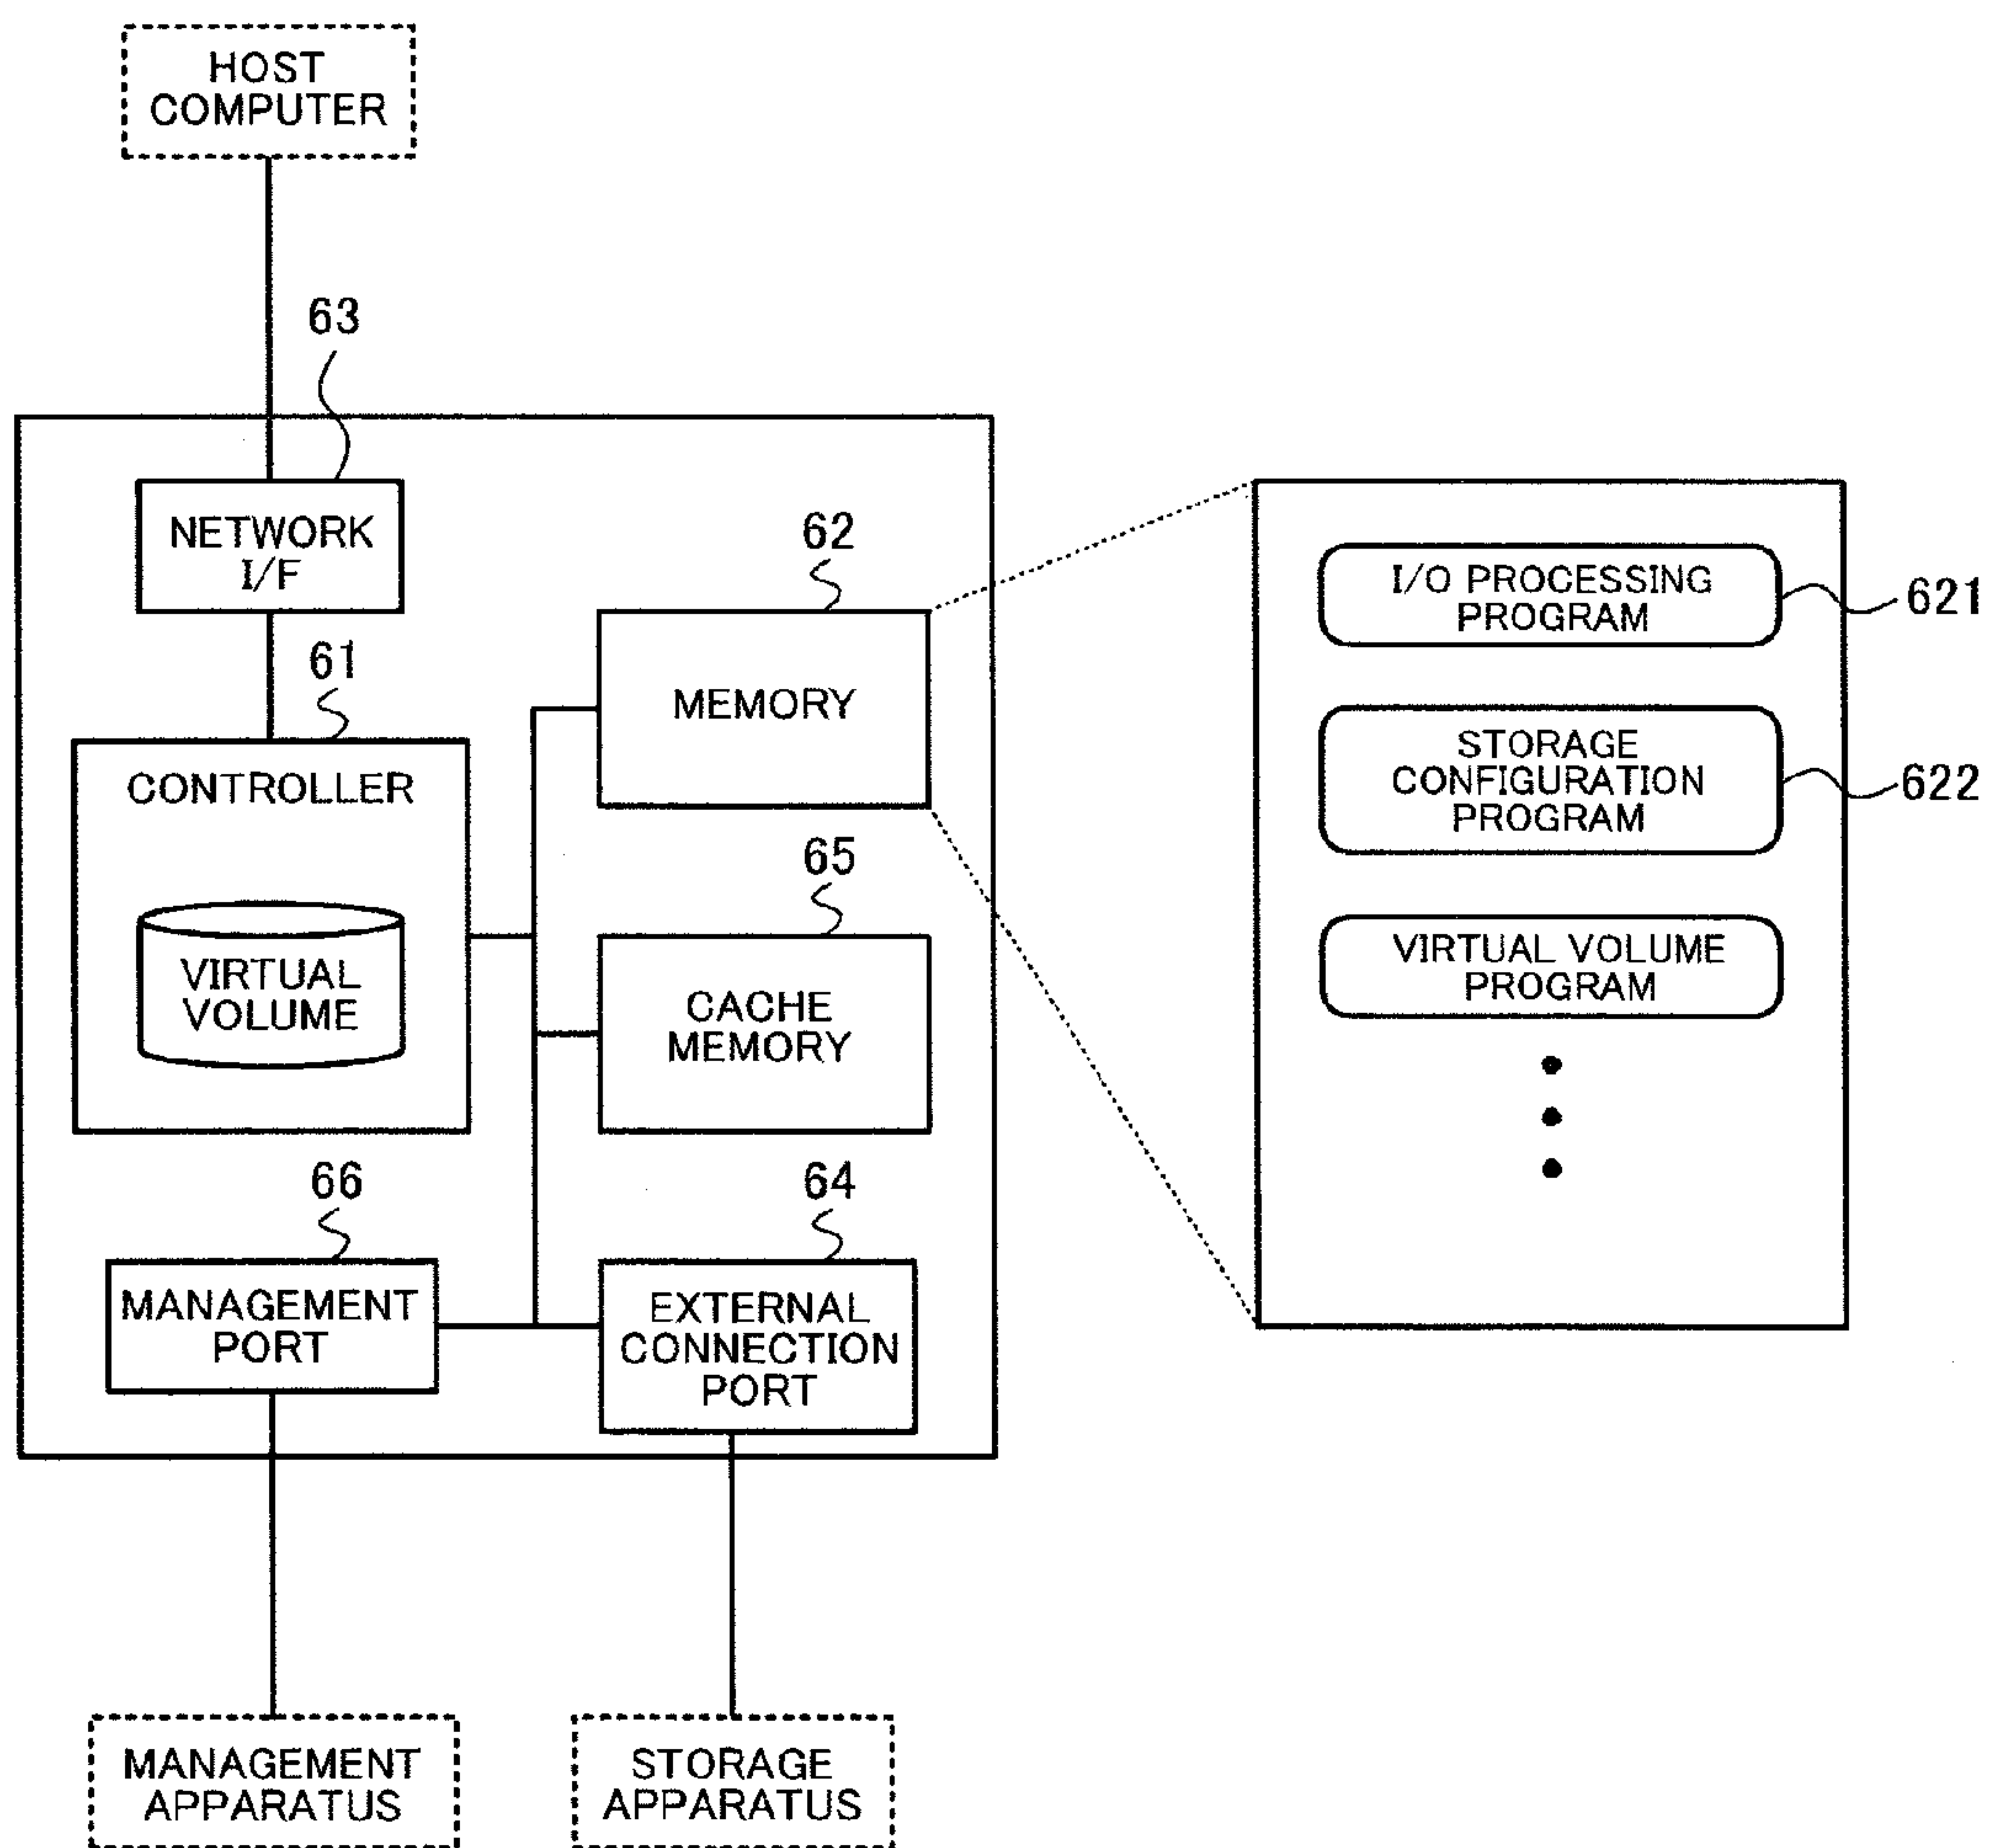 HOST
COMPUTER
63
NETWORK
I/F
61
CONTROLLER
VIRTUAL
VOLUME
62
MEMORY
65
CACHE
MEMORY
66
MANAGEMENT
PORT
64
EXTERNAL
CONNECTION
PORT
MANAGEMENT
APPARATUS
STORAGE
APPARATUS
I/O PROCESSING
PROGRAM
621
STORAGE
CONFIGURATION
PROGRAM
622
VIRTUAL VOLUME
PROGRAM